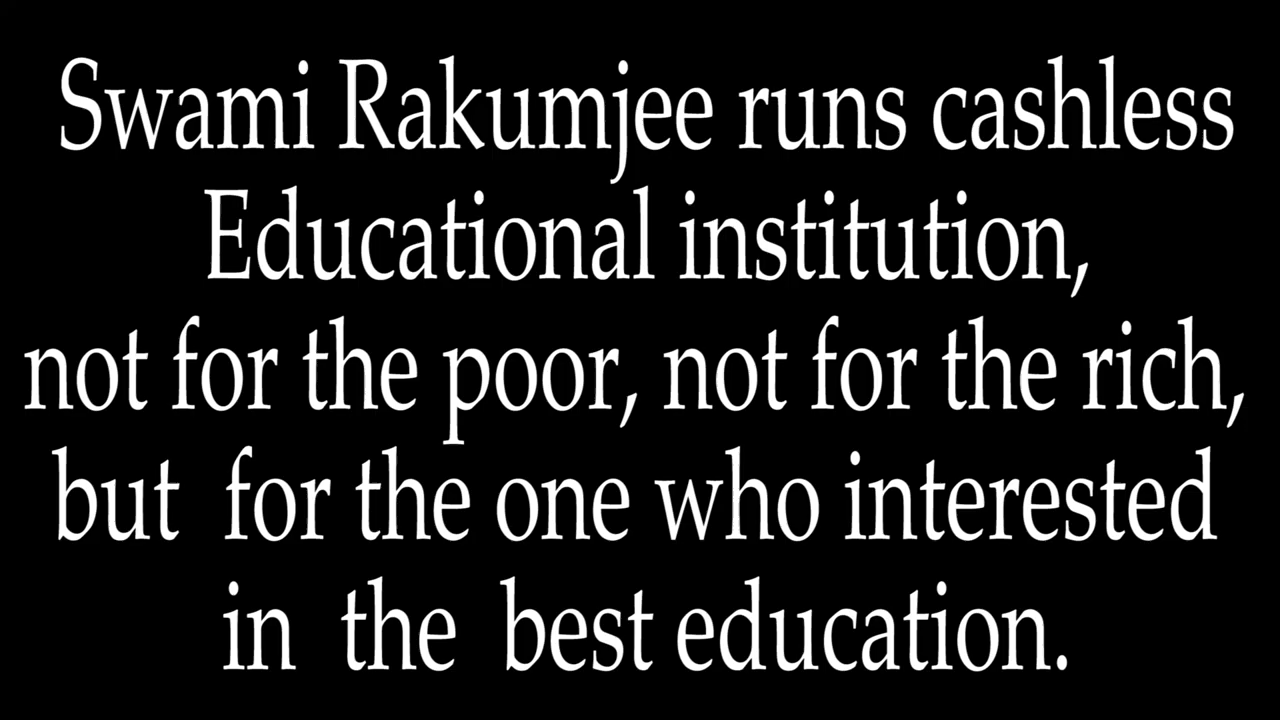 Swami Rakumjee runs cashless
Educational institution,
not for the poor, not for the rich,
but for the one who interested
in the best education.